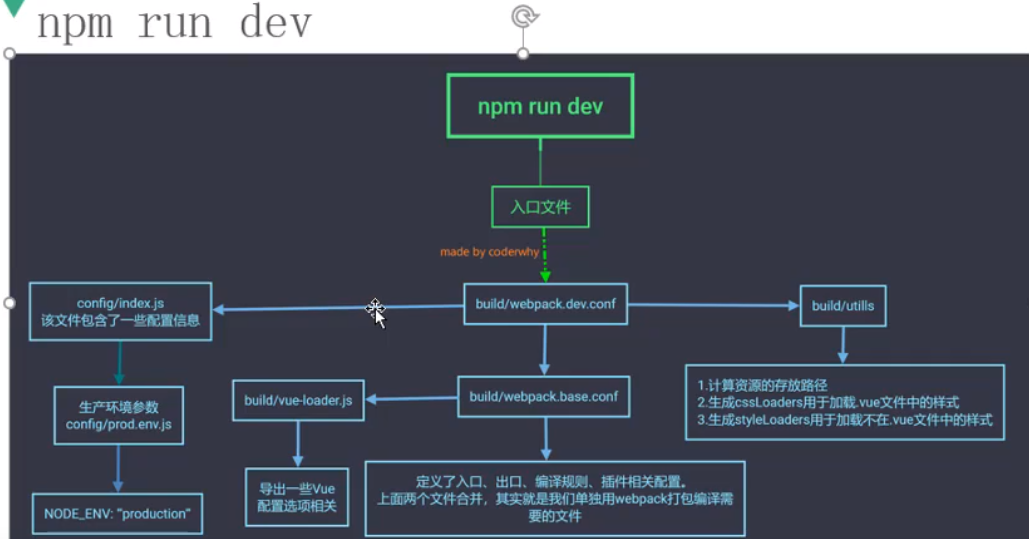 npm run dev
npm run dev
入口文件
made by coderwhy
config/index.js
该文件包含了一些配置信息
build/webpack.dev.conf
build/utills
生产环境参数
config/prod.env.js
build/vue-loader.js
build/webpack.base.conf
1.计算资源的存放路径
2.生成cssLoaders用于加载.vue文件中的样式
3.生成styleLoaders用于加载不在.vue文件中的样式
NODE_ENV: "production"
导出一些Vue
配置选项相关
定义了入口、出口、编译规则、插件相关配置。
上面两个文件合并，其实就是我们单独用webpack打包编译需
要的文件